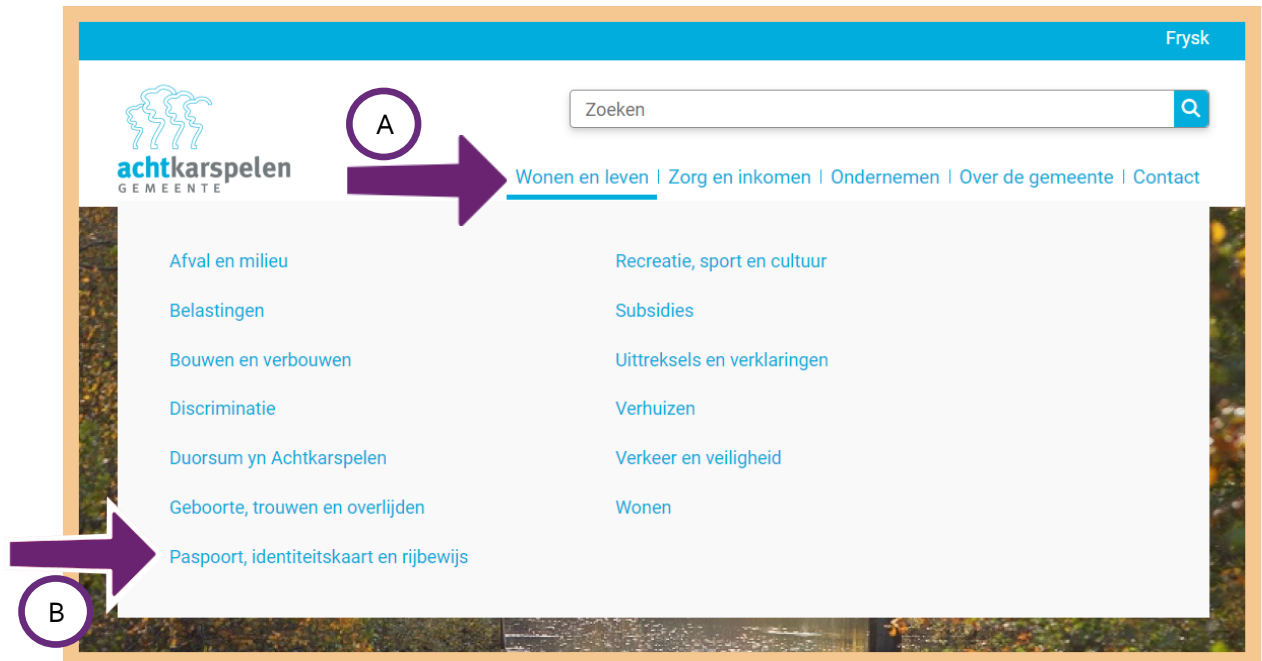 Frysk
Zoeken
A
achtkarspelen
GEMEENTE
Wonen en leven | Zorg en inkomen | Ondernemen | Over de gemeente | Contact
Afval en milieu
Belastingen
Bouwen en verbouwen
Discriminatie
Duorsum yn Achtkarspelen
Geboorte, trouwen en overlijden
Paspoort, identiteitskaart en rijbewijs
Recreatie, sport en cultuur
Subsidies
Uittreksels en verklaringen
Verhuizen
Verkeer en veiligheid
Wonen
B